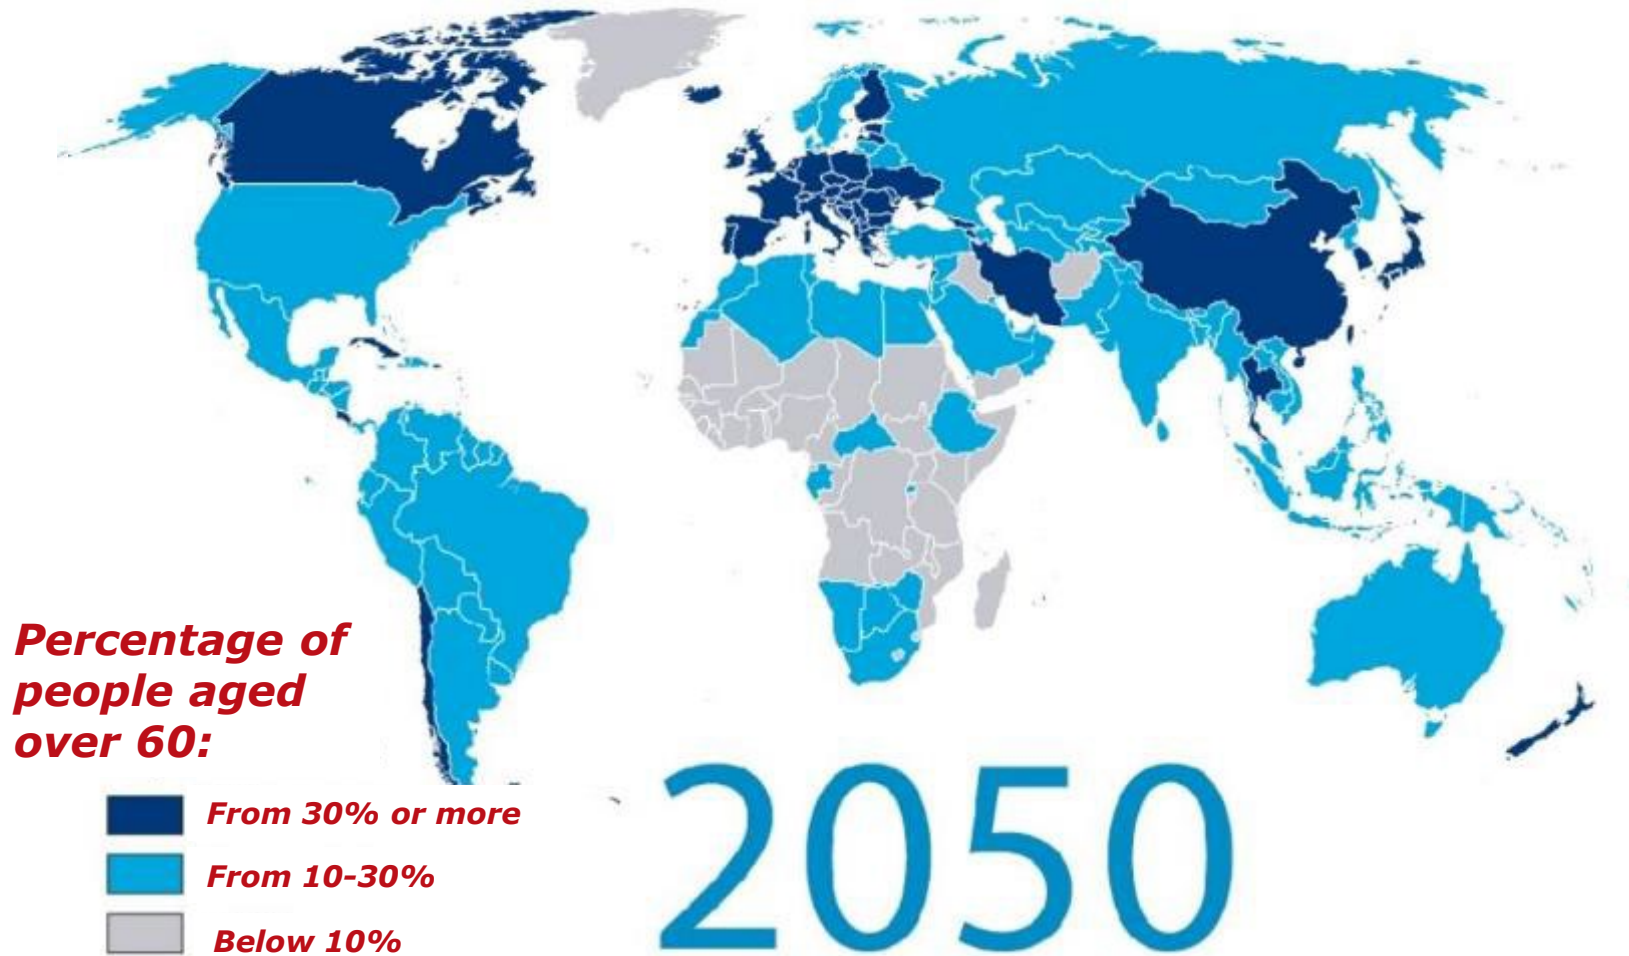 Percentage of
people aged
over 60:
From 30% or more
From 10-30%
Below 10%
2050